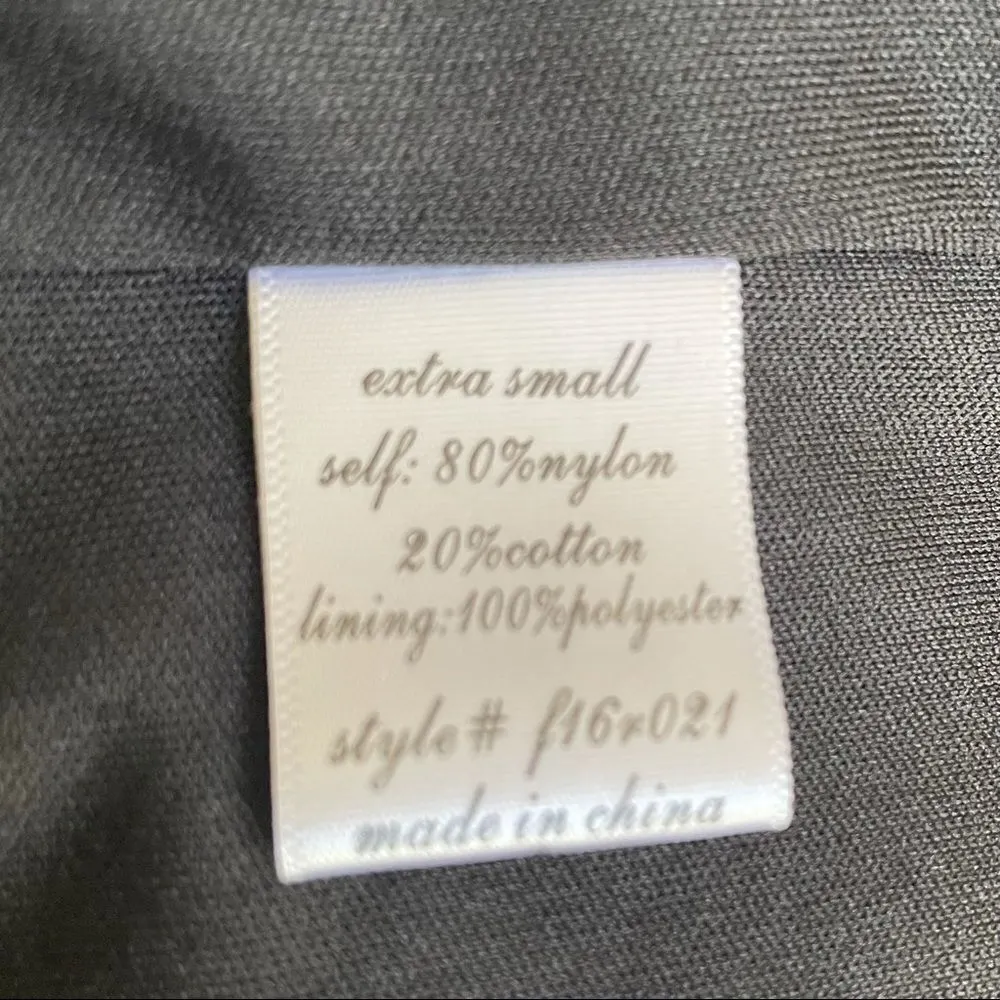 extra small
self: 80%nylon
20%cotton
lining:100%polyester
style# f16r021
made in china